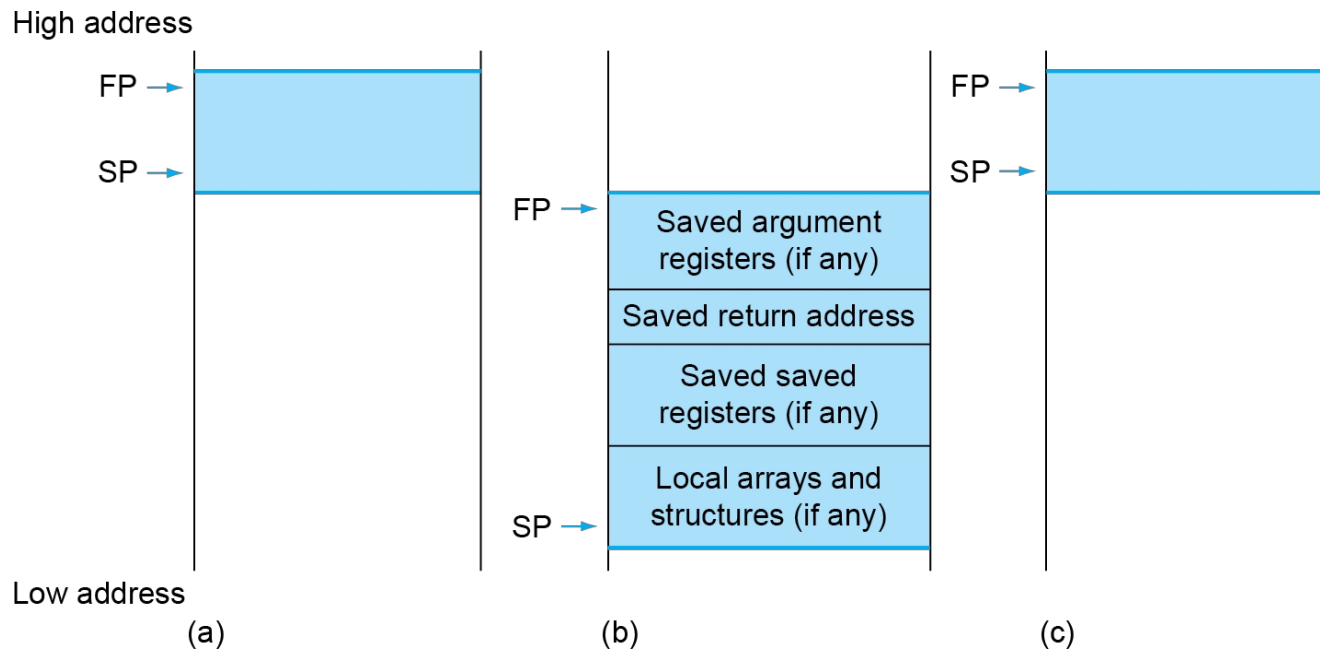 High address
FP
SP
FP
Saved argument
registers (if any)
Saved return address
Saved saved
registers (if any)
Local arrays and
structures (if any)
SP
FP
SP
Low address
(a)
(b)
(c)